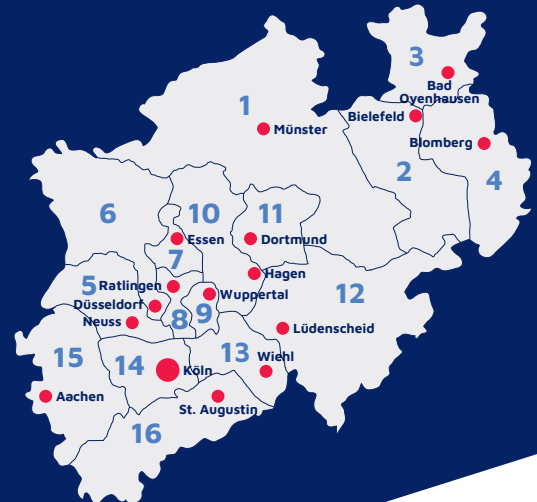 3
Bad
Oyenhausen
1
Münster
Bielefeld
Blomberg
2
4
6
10
11
Essen
Dortmund
7
Hagen
5
Ratlingen
Wuppertal
12
Düsseldorf
8
9
Neuss
Lüdenscheid
15
14
13
Wiehl
Köln
Aachen
St. Augustin
16